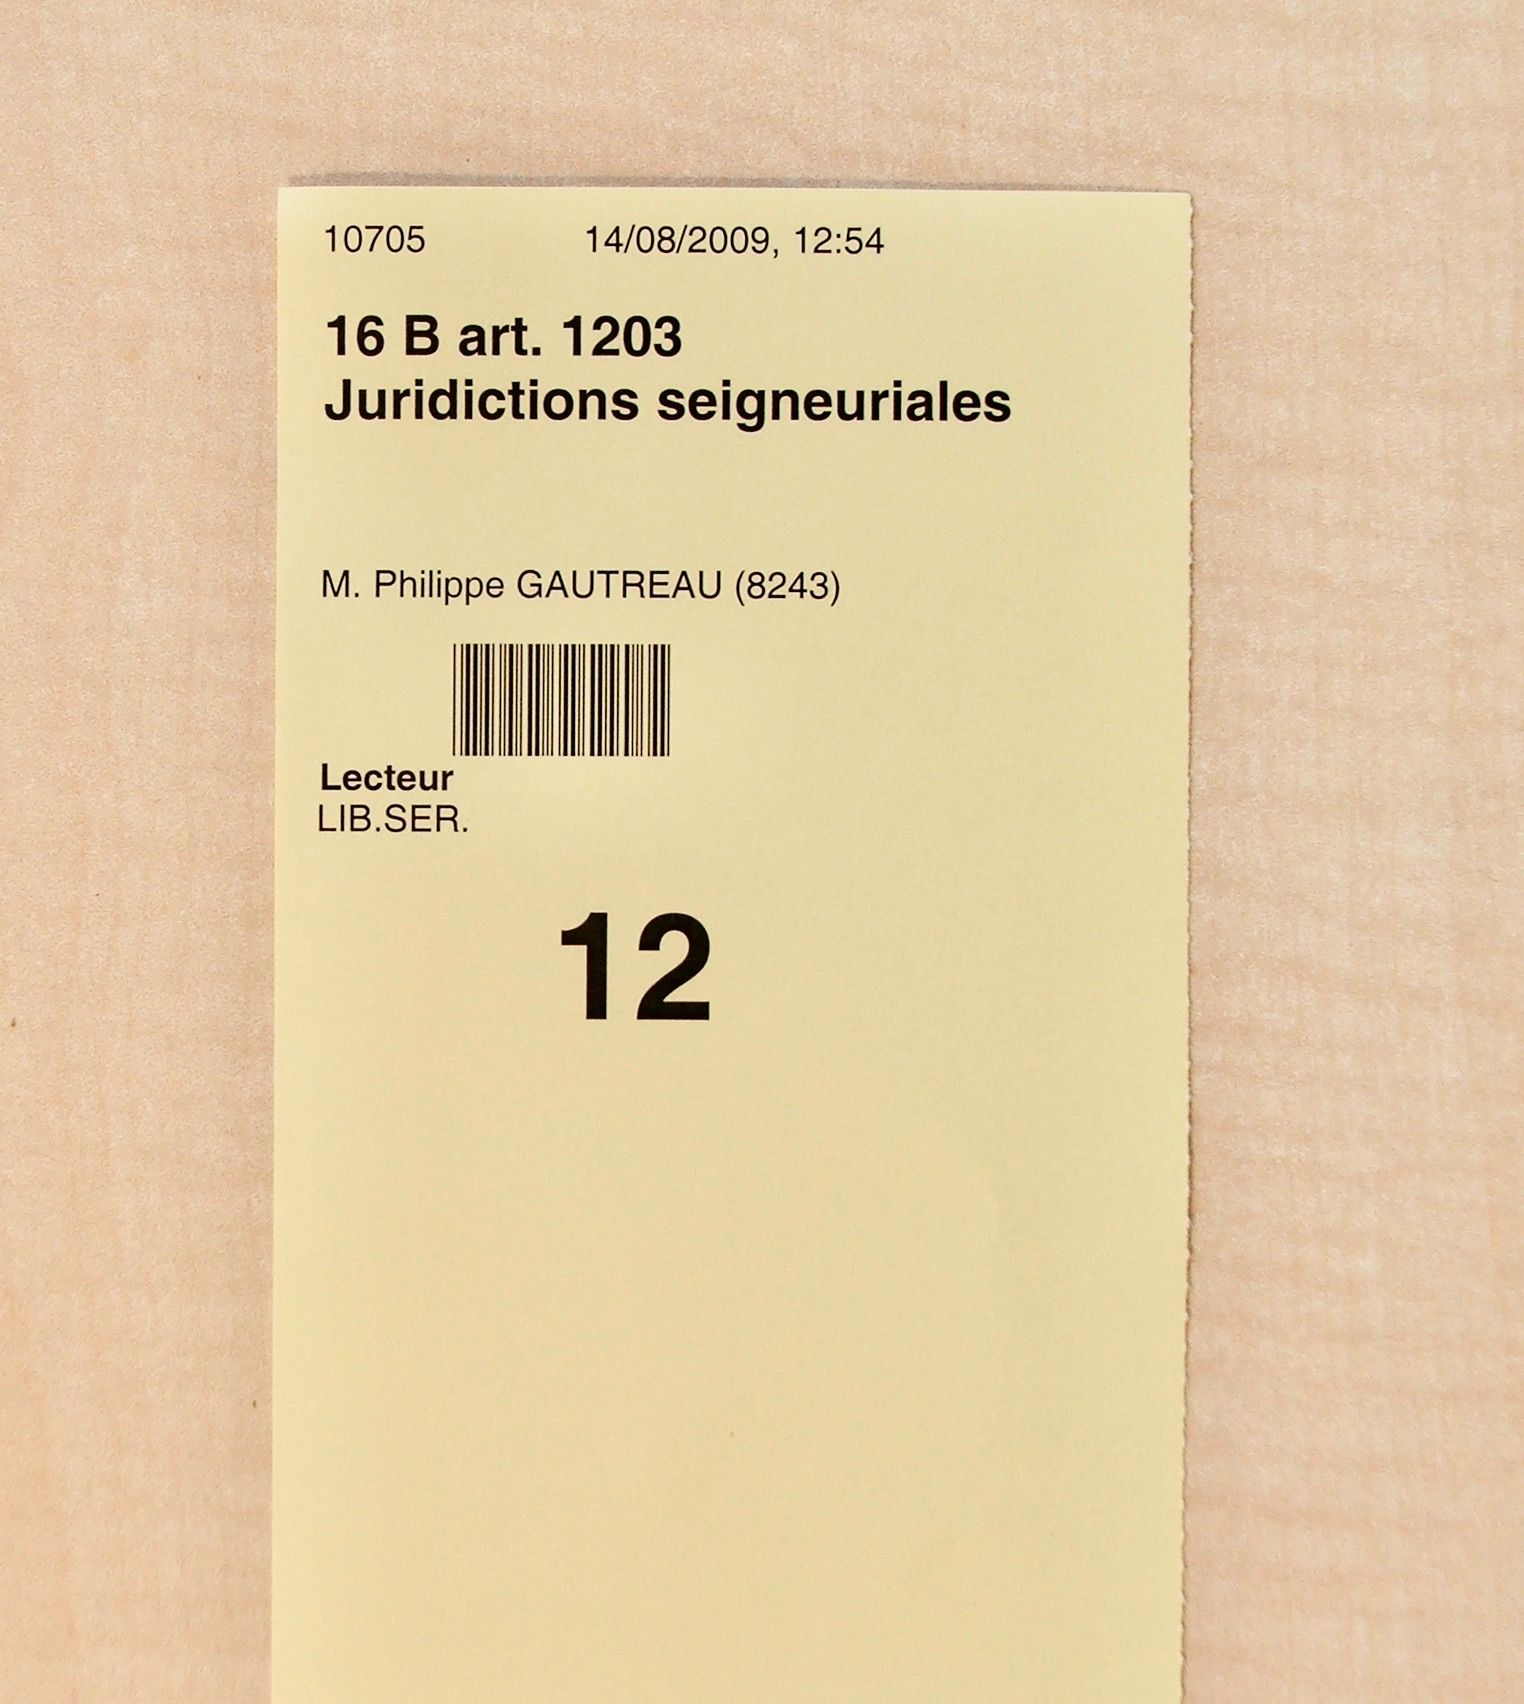 10705 14/08/2009, 12:54
16 B art. 1203
Juridictions seigneuriales
M. Philippe GAUTREAU (8243)
Lecteur
LIB.SER.
12